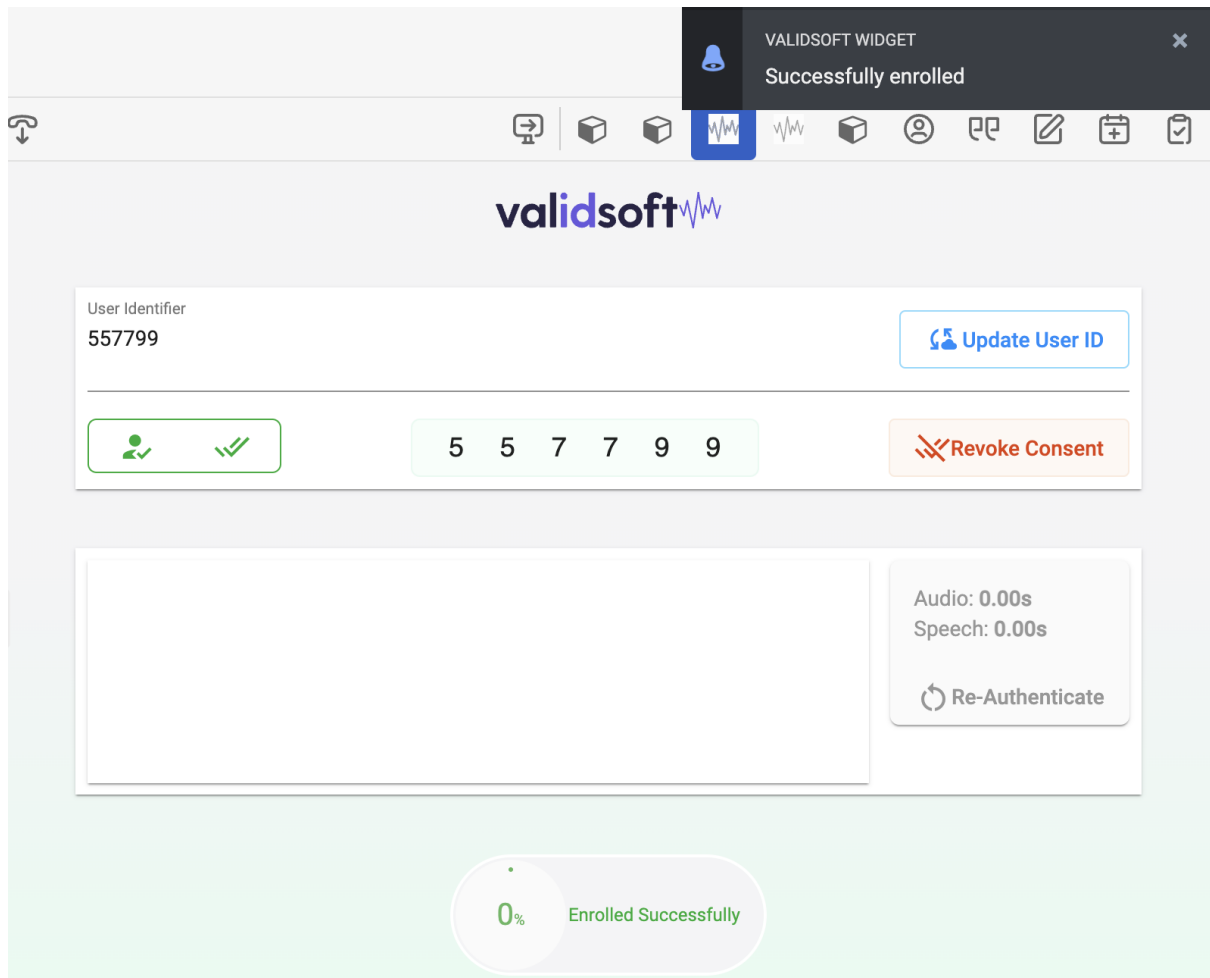 VALIDSOFT WIDGET
Successfully enrolled
validsoft
User Identifier
557799
Update User ID
5 5 7 7 9 9
Revoke Consent
Audio: 0.00s
Speech: 0.00s
Re-Authenticate
0%
Enrolled Successfully